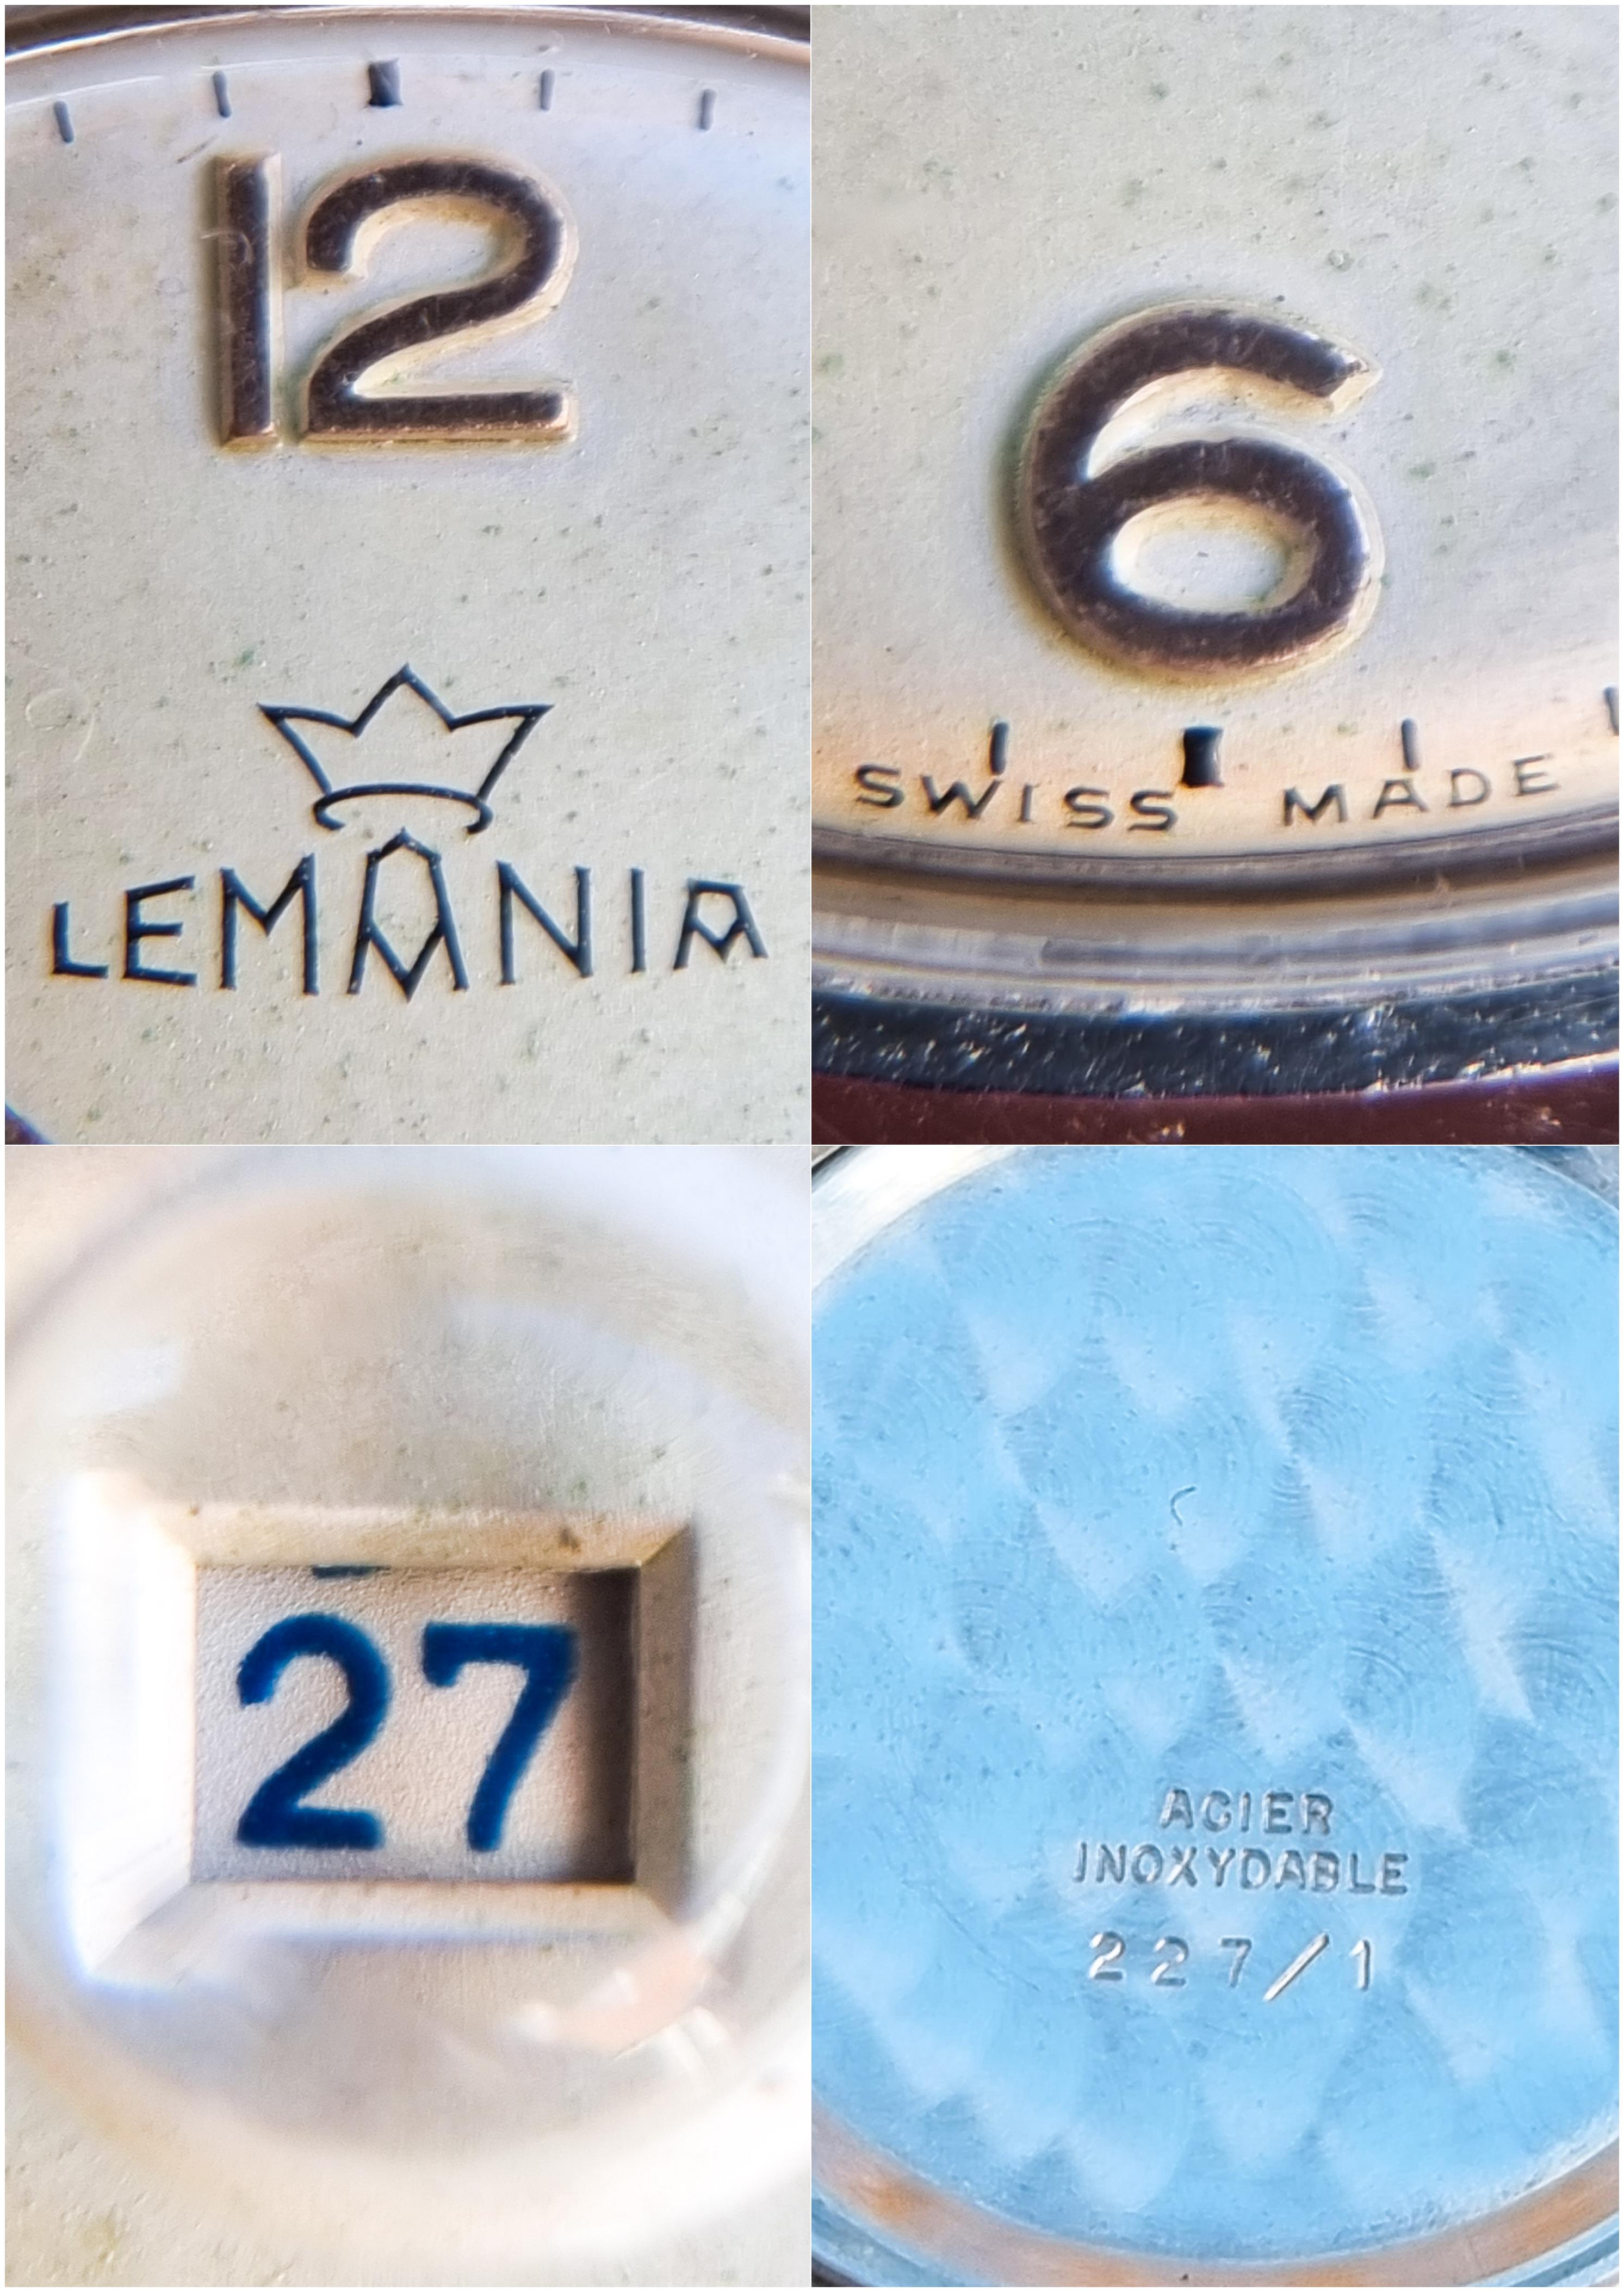 12
LEMANIA
6
SWISS MADE
27
ACIER
INOXYDABLE
227/1